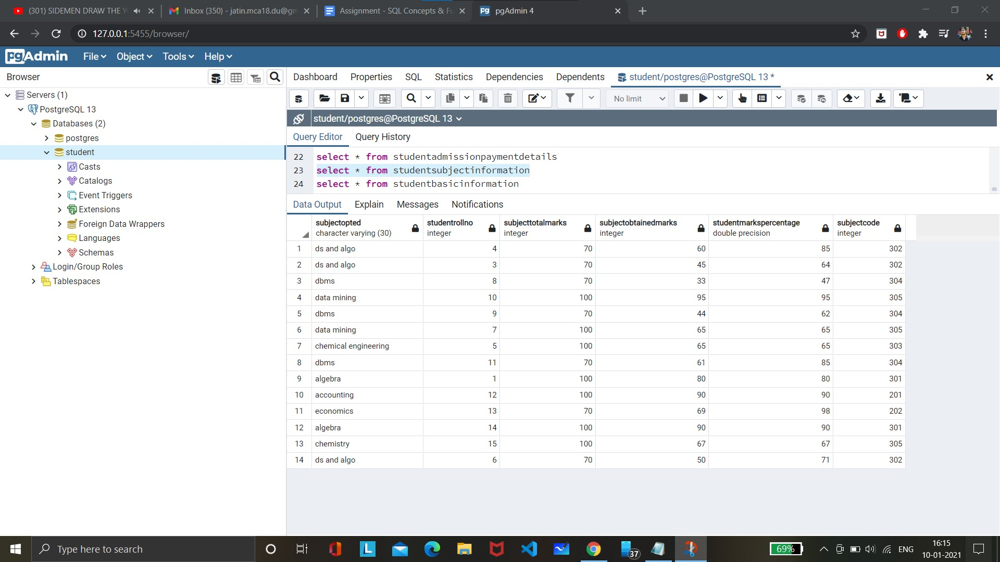 (301) SIDEMEN DRAW THE Y
Inbox (350) - jatin.mca18.du@gm
Assignment - SQL Concepts & Fu
pgAdmin 4
127.0.0.1:5455/browser/
pgAdmin File Object Tools Help
Browser
Dashboard Properties SQL Statistics Dependencies Dependents student/postgres@PostgreSQL 13 *
No limit
student/postgres@PostgreSQL 13
Query Editor Query History
Servers (1)
PostgreSQL 13
Databases (2)
postgres
student
Casts
Catalogs
Event Triggers
Extensions
Foreign Data Wrappers
Languages
Schemas
Login/Group Roles
Tablespaces
22 select * from studentadmissionpaymentdetails
23 select * from studentsubjectinformation
24 select * from studentbasicinformation
Data Output Explain Messages Notifications
subjectopted studentrollno subjecttotalmarks subjectobtainedmarks studentmarkspercentage subjectcode
character varying (30) integer integer integer double precision integer
1 ds and algo 4 70 60 85 302
2 ds and algo 3 70 45 64 302
3 dbms 8 70 33 47 304
4 data mining 10 100 95 95 305
5 dbms 9 70 44 62 304
6 data mining 7 100 65 65 305
7 chemical engineering 5 100 65 65 303
8 dbms 11 70 61 85 304
9 algebra 1 100 80 80 301
10 accounting 12 100 90 90 201
11 economics 13 70 69 98 202
12 algebra 14 100 90 90 301
13 chemistry 15 100 67 67 305
14 ds and algo 6 70 50 71 302
Type here to search
37
69%
ENG
16:15
10-01-2021